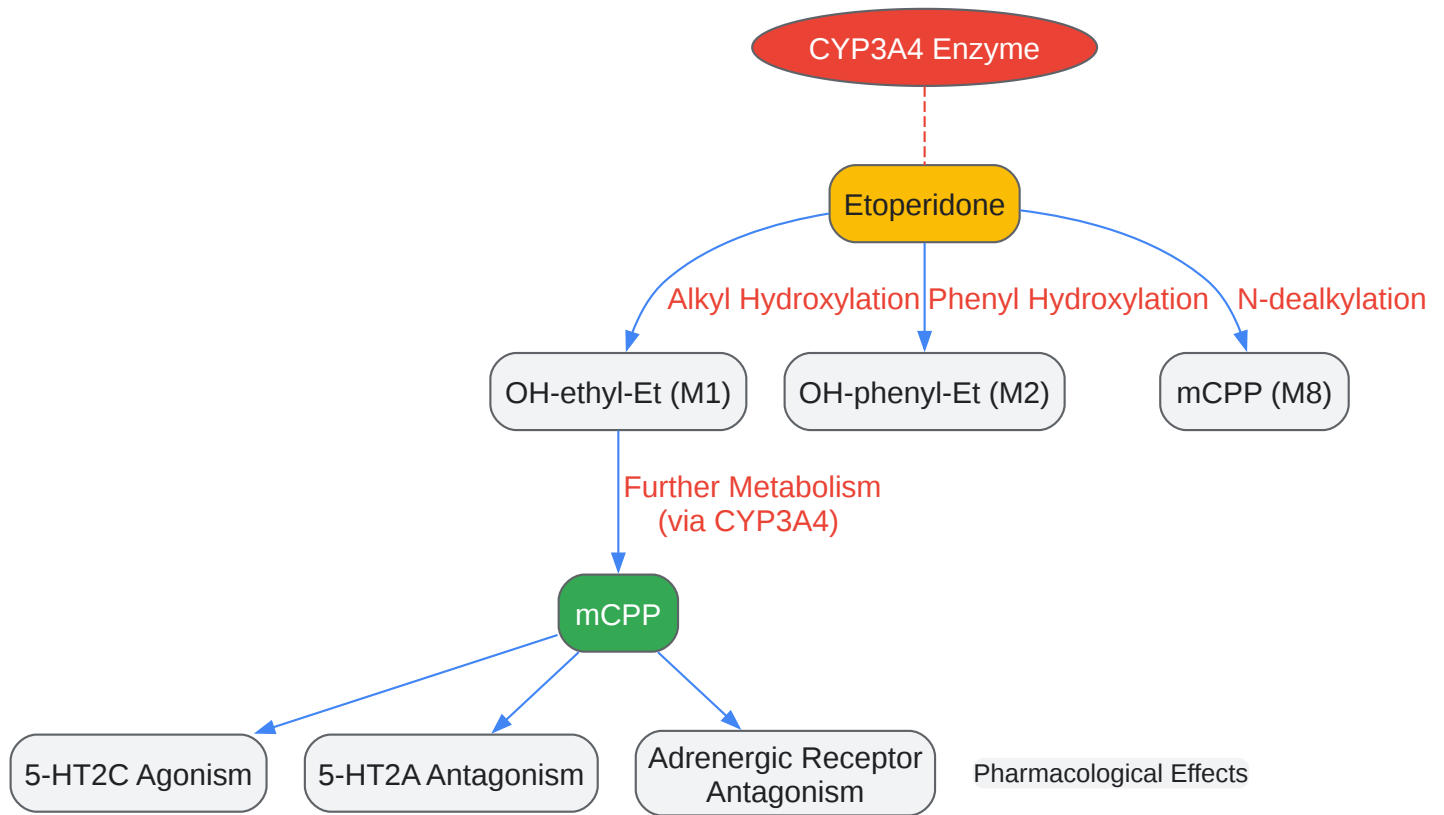 CYP3A4 Enzyme
Etoperidone
Alkyl Hydroxylation
Phenyl Hydroxylation
N-dealkylation
OH-ethyl-Et (M1)
OH-phenyl-Et (M2)
mCPP (M8)
Further Metabolism
(via CYP3A4)
mCPP
5-HT2C Agonism
5-HT2A Antagonism
Adrenergic Receptor
Antagonism
Pharmacological Effects